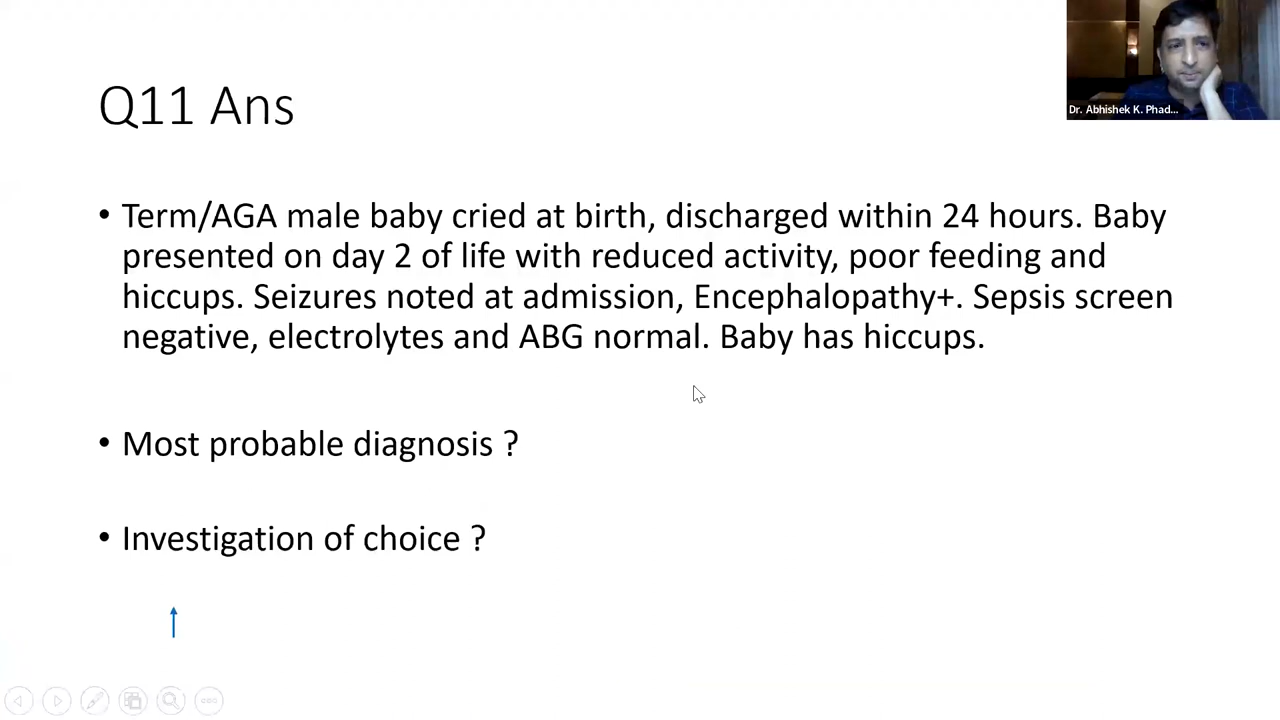 Q11 Ans
Dr. Abhishek K. Phad...
• Term/AGA male baby cried at birth, discharged within 24 hours. Baby
presented on day 2 of life with reduced activity, poor feeding and
hiccups. Seizures noted at admission, Encephalopathy+. Sepsis screen
negative, electrolytes and ABG normal. Baby has hiccups.
• Most probable diagnosis ?
• Investigation of choice ?